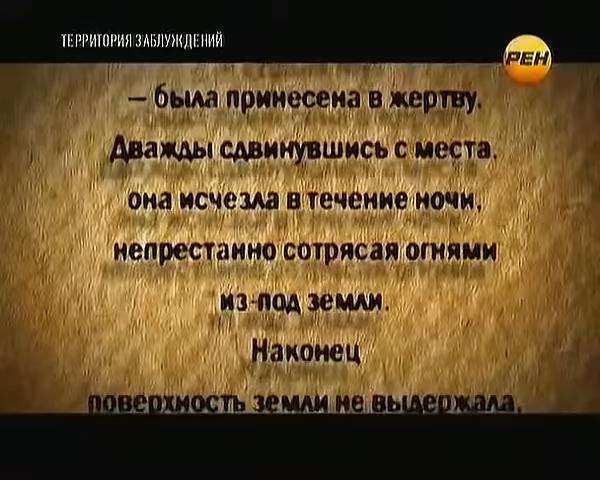 ТЕРРИТОРИЯ ЗАБЛУЖДЕНИЙ
РЕН
– была принесена в жертву.
Дважды сдвинувшись с места,
она исчезла в течение ночи,
непрестанно сотрясая огнями
из-под земли.
Наконец
поверхность земли не выдержала,